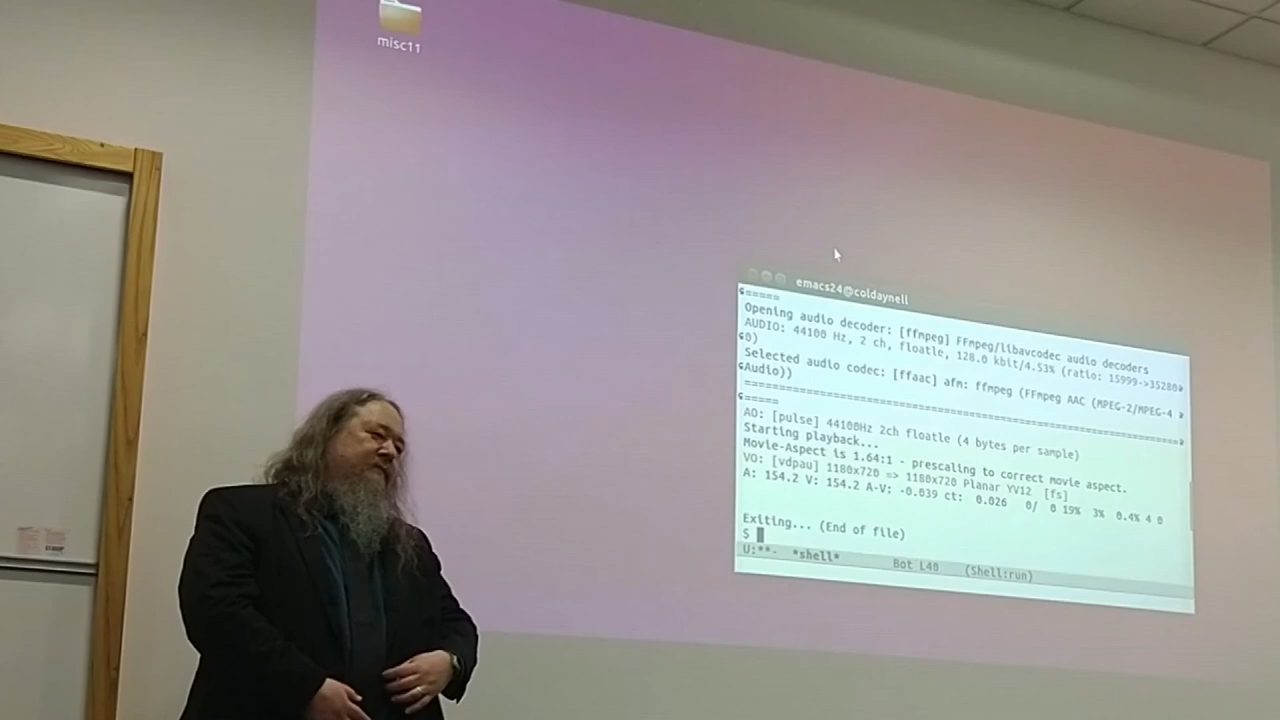 misc11
emacs24@coldaynell
=====
Opening audio decoder: [ffmpeg] FFmpeg/libavcodec audio decoders
AUDIO: 44100 Hz, 2 ch, floatle, 128.0 kbit/4.53% (ratio: 15999->35280
0)
Selected audio codec: [ffaac] afm: ffmpeg (FFmpeg AAC (MPEG-2/MPEG-4
Audio))
==========================================================================
=====
AO: [pulse] 44100Hz 2ch floatle (4 bytes per sample)
Starting playback...
Movie-Aspect is 1.64:1 - prescaling to correct movie aspect.
VO: [vdpau] 1180x720 => 1180x720 Planar YV12 [fs]
A: 154.2 V: 154.2 A-V: -0.039 ct: 0.026 0/ 0 19% 3% 0.4% 4 0
Exiting... (End of file)
$
U:**- *shell* Bot L40 (Shell:run)